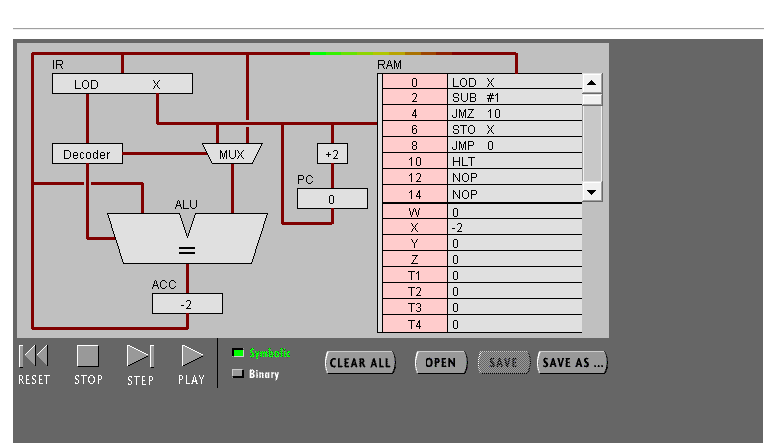 IR
LOD X
Decoder
MUX
+2
PC
0
ALU
=
ACC
-2
RAM
0 LOD X
2 SUB #1
4 JMZ 10
6 STO X
8 JMP 0
10 HLT
12 NOP
14 NOP
W 0
X -2
Y 0
Z 0
T1 0
T2 0
T3 0
T4 0
RESET STOP STEP PLAY
Symbolic
Binary
CLEAR ALL OPEN SAVE SAVE AS ...